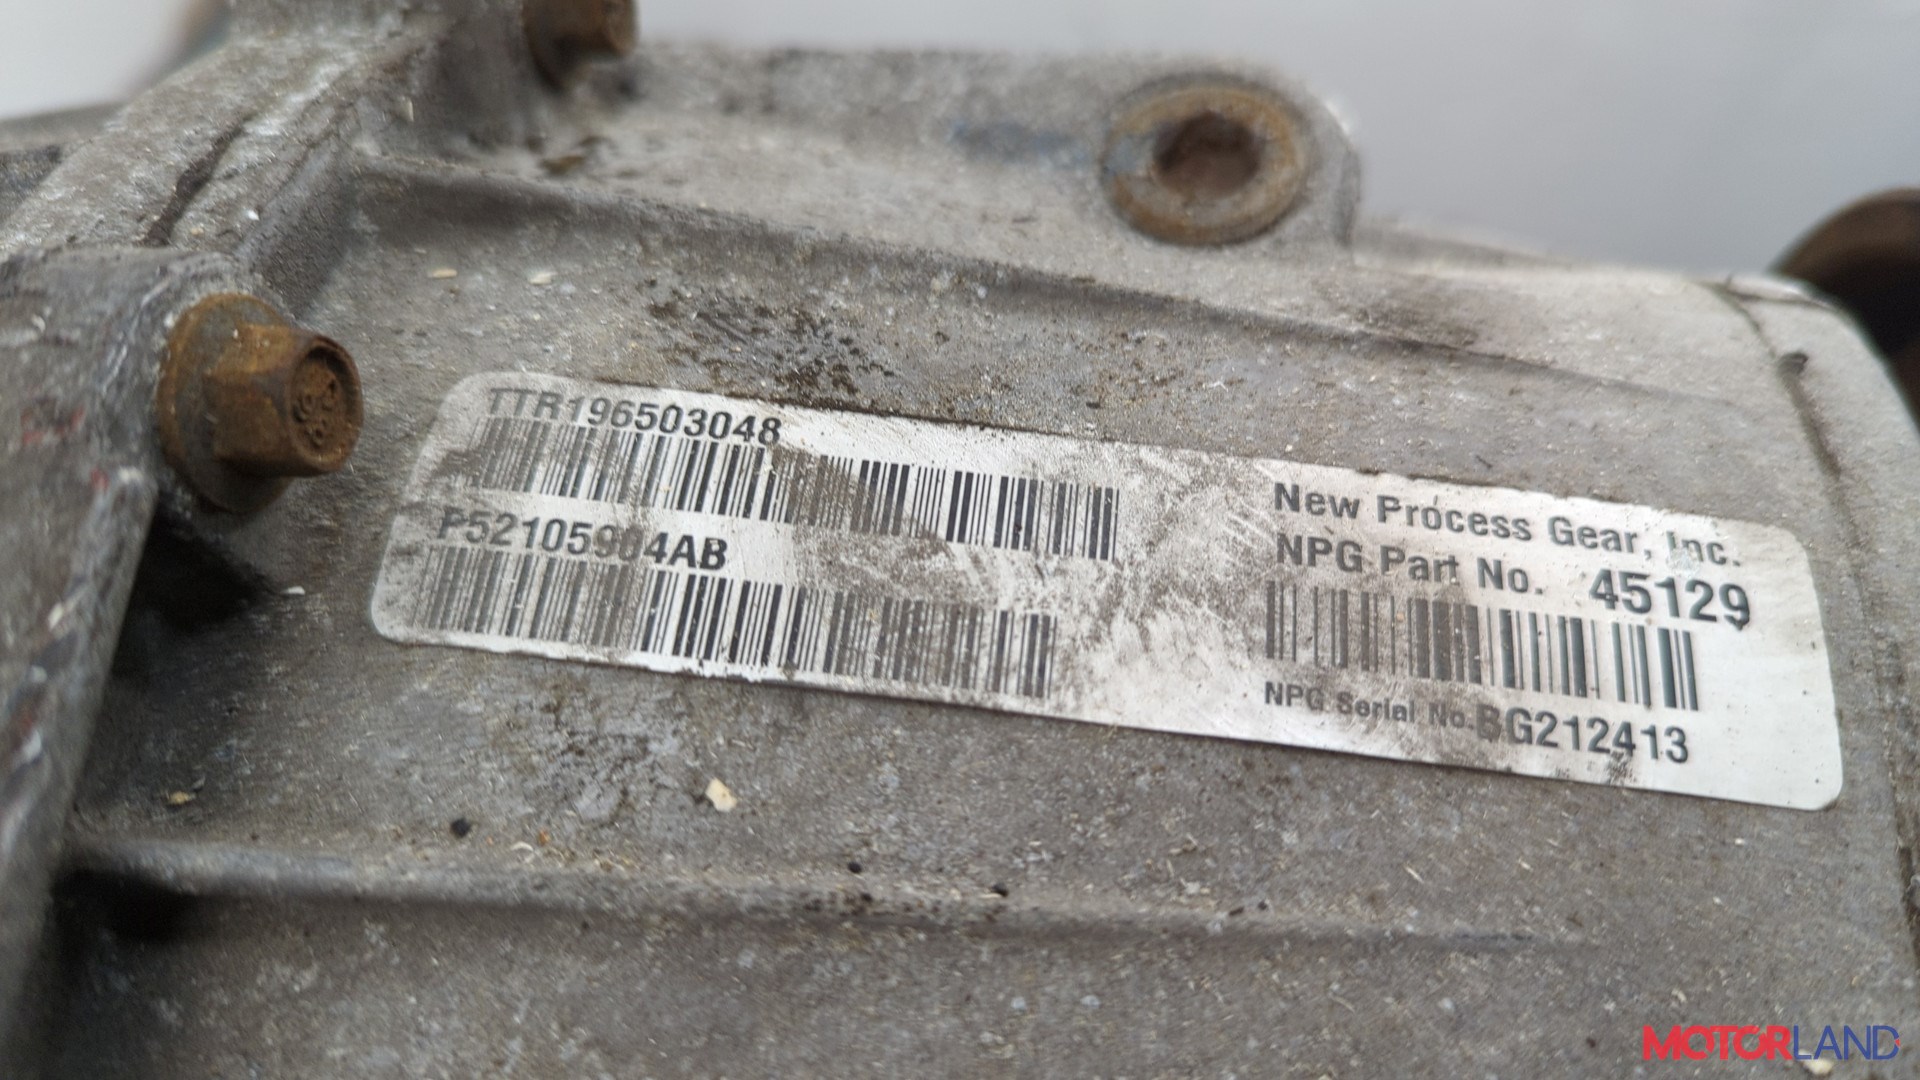 TTR196503048
P52105904AB
New Process Gear, Inc.
NPG Part No. 45129
NPG Serial No. BG212413
MOTORLAND